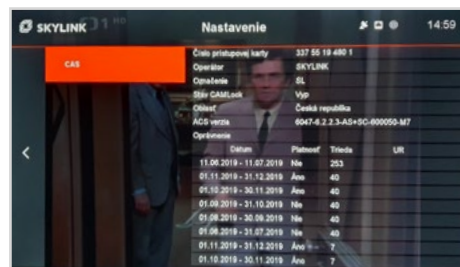 SKYLINK Nastavenie 14:59
CAS
Číslo prístupovej karty 337 55 19 480 1
Operátor SKYLINK
Označenie SL
Stav CAMLock Vyp
Oblasť Česká republika
ACS verzia 6047-6.2.2.3-AS+SC-600050-M7
Oprávnenie
Dátum Platnosť Trieda UR
11.06.2019 - 11.07.2019 Nie 253
01.11.2019 - 31.12.2019 Áno 40
01.10.2019 - 30.11.2019 Áno 40
01.09.2019 - 31.10.2019 Nie 40
01.08.2019 - 30.09.2019 Nie 40
01.06.2019 - 31.07.2019 Nie 40
01.11.2019 - 31.12.2019 Áno 7
01.10.2019 - 30.11.2019 Áno 7